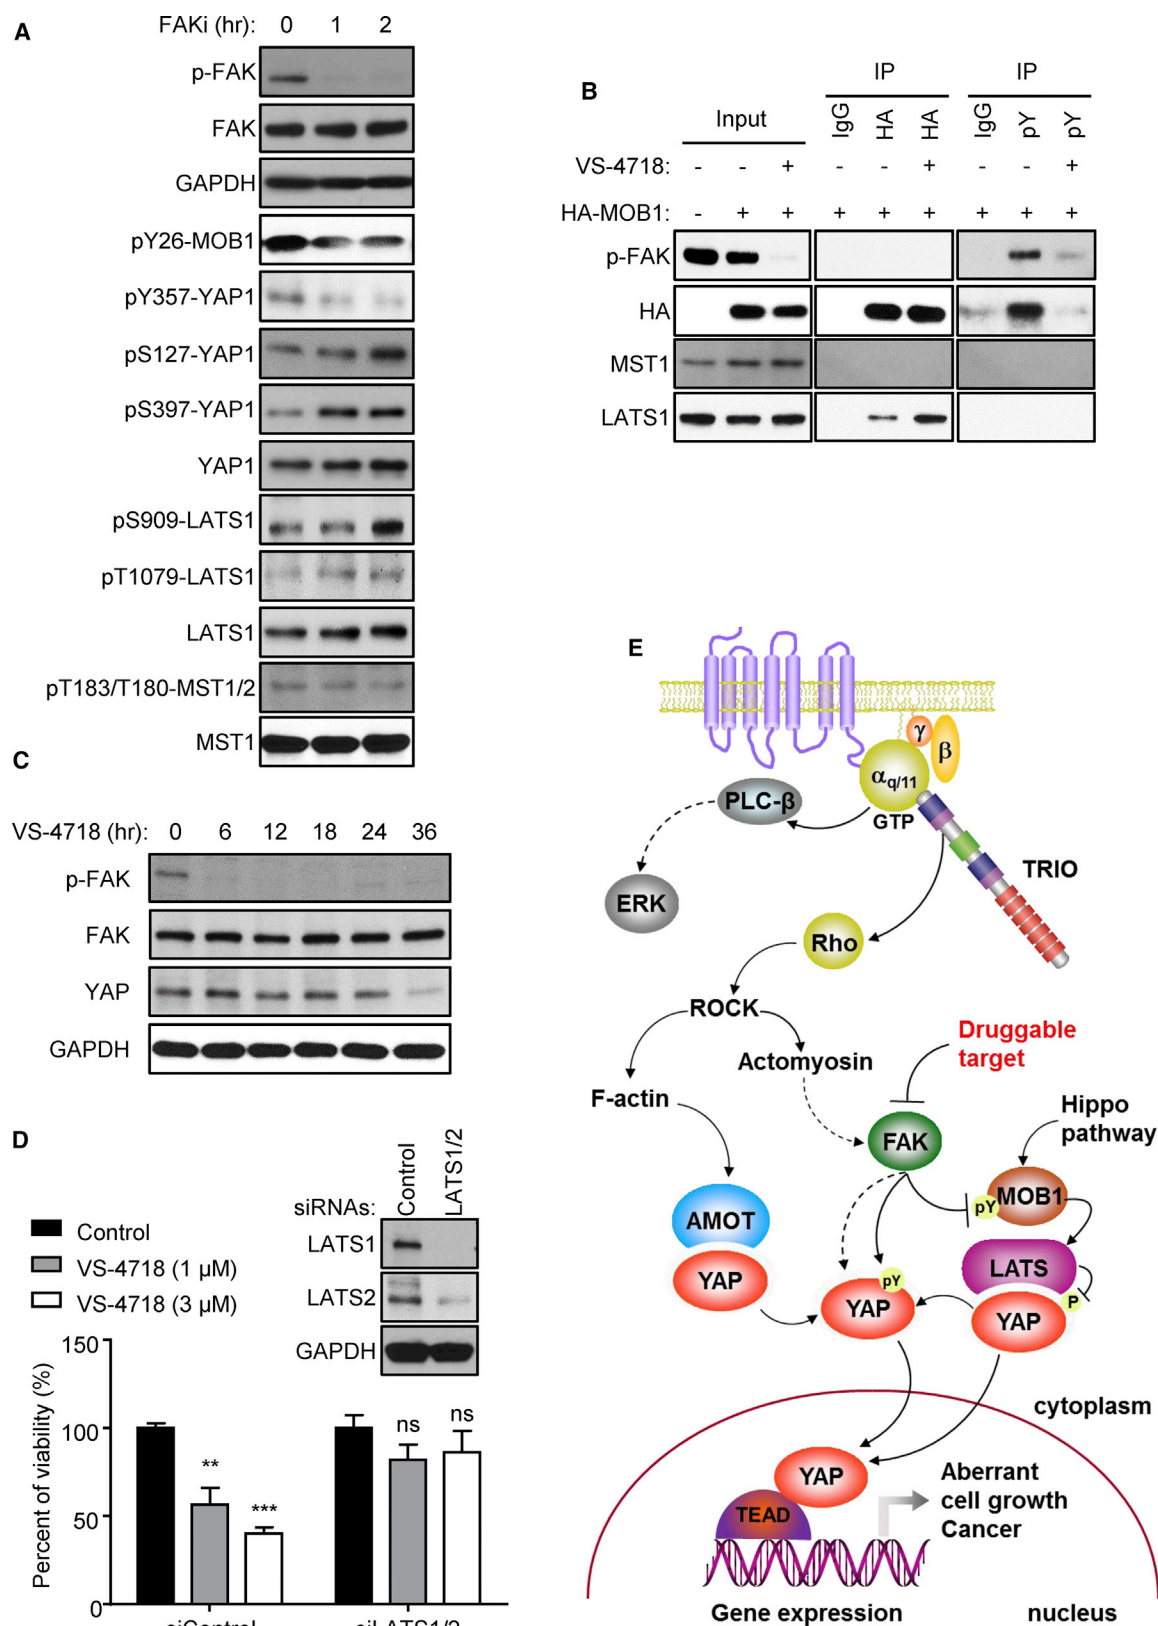 A
FAKi (hr): 0 1 2
p-FAK
FAK
GAPDH
pY26-MOB1
pY357-YAP1
pS127-YAP1
pS397-YAP1
YAP1
pS909-LATS1
pT1079-LATS1
LATS1
pT183/T180-MST1/2
MST1
B
IP IP
Input IgG HA HA IgG pY pY
VS-4718: - - + - - + - - +
HA-MOB1: - + + + + + + + +
p-FAK
HA
MST1
LATS1
C
VS-4718 (hr): 0 6 12 18 24 36
p-FAK
FAK
YAP
GAPDH
D
Control
VS-4718 (1 µM)
VS-4718 (3 µM)
siRNAs: Control LATS1/2
LATS1
LATS2
GAPDH
Percent of viability (%)
150
100
50
0
**
***
ns
ns
siControl siLATS1/2
E
γ
β
αq/11
GTP
PLC-β
TRIO
ERK
Rho
ROCK
Druggable
target
Actomyosin
F-actin
FAK
Hippo
pathway
pY
MOB1
AMOT
YAP
LATS
P
YAP
pY
YAP
cytoplasm
YAP
TEAD
Aberrant
cell growth
Cancer
Gene expression
nucleus